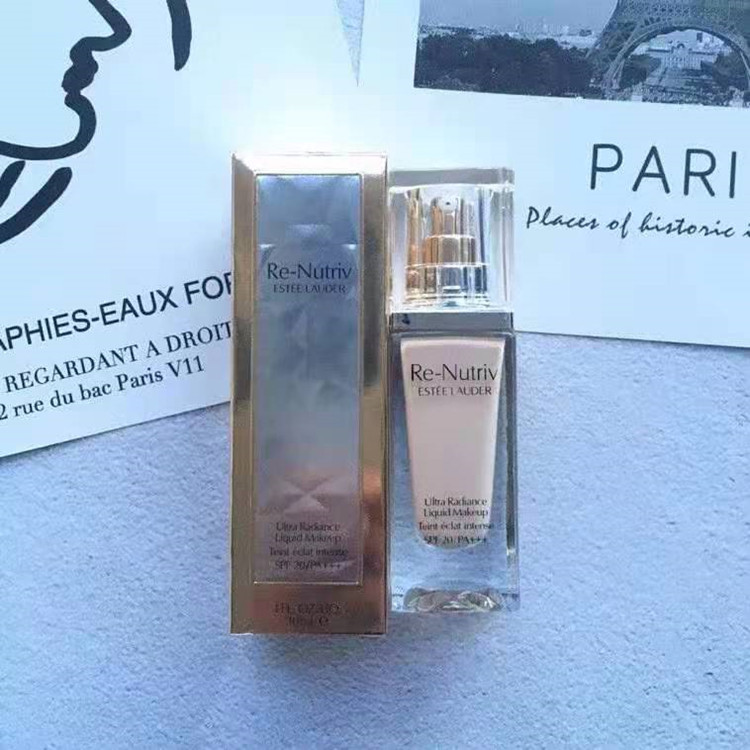 PARI
Places of historic i
APHIES-EAUX FOR
REGARDANT A DROIT
2 rue du bac Paris V11
Re-Nutriv
ESTĒE LAUDER
Ultra Radiance
Liquid Makeup
Teint éclat intense
SPF 20/PA+++
Re-Nutriv
ESTĒE LAUDER
Ultra Radiance
Liquid Makeup
Teint éclat intense
SPF 20/PA+++